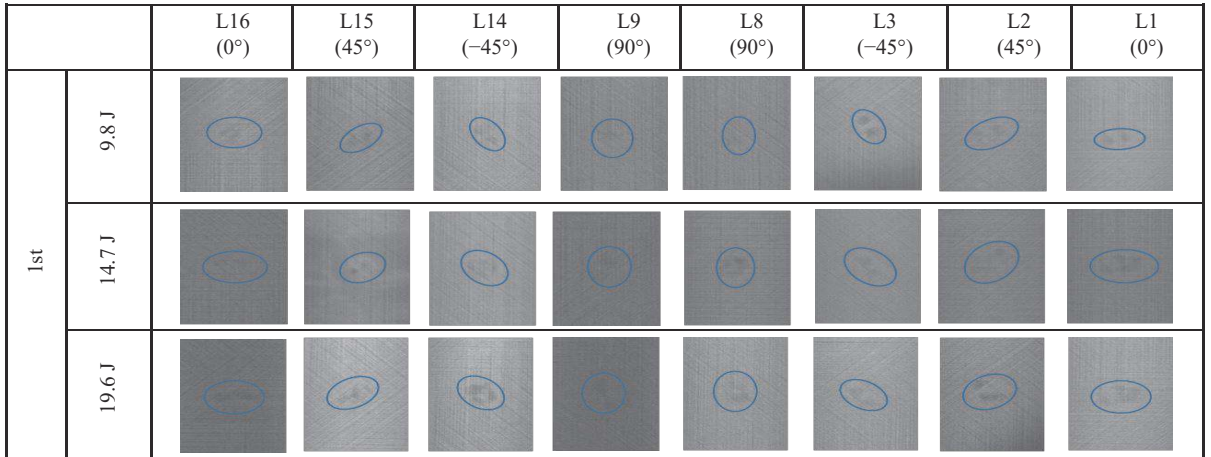 L16 L15 L14 L9 L8 L3 L2 L1
(0°) (45°) (−45°) (90°) (90°) (−45°) (45°) (0°)
1st
9.8 J
14.7 J
19.6 J